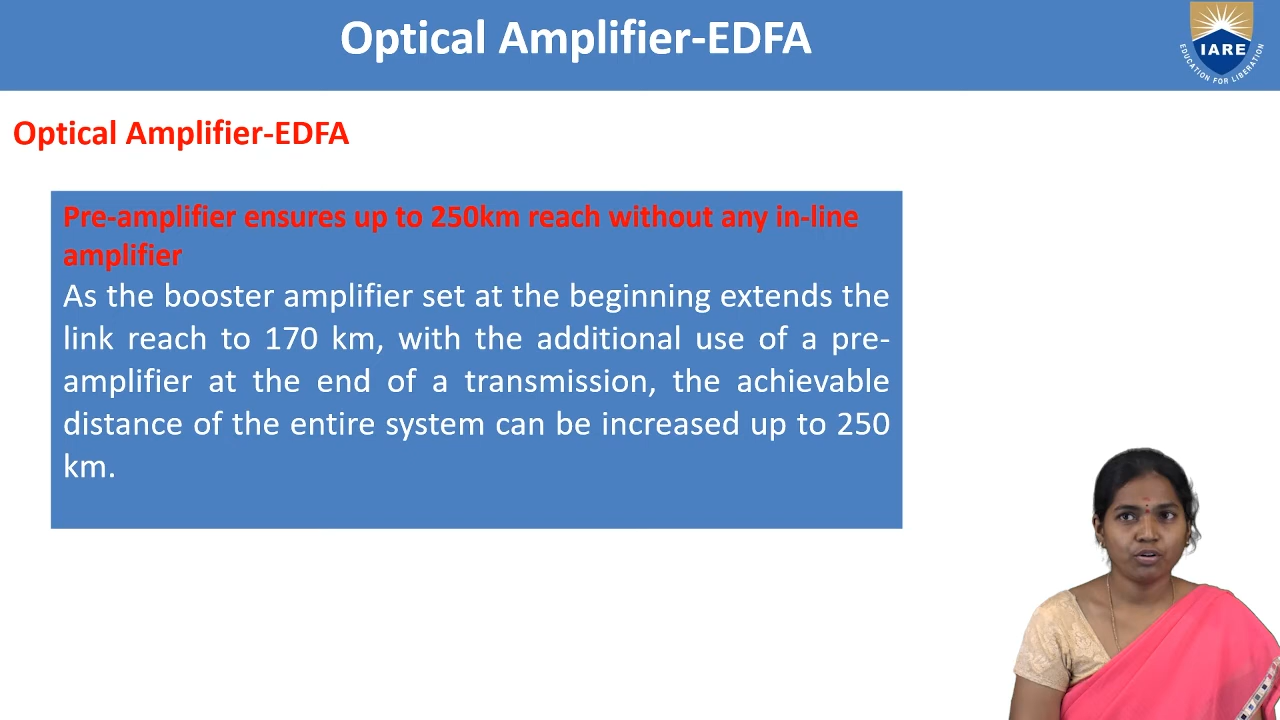 Optical Amplifier-EDFA
IARE
EDUCATION FOR LIBERATION
Optical Amplifier-EDFA
Pre-amplifier ensures up to 250km reach without any in-line
amplifier
As the booster amplifier set at the beginning extends the
link reach to 170 km, with the additional use of a pre-
amplifier at the end of a transmission, the achievable
distance of the entire system can be increased up to 250
km.